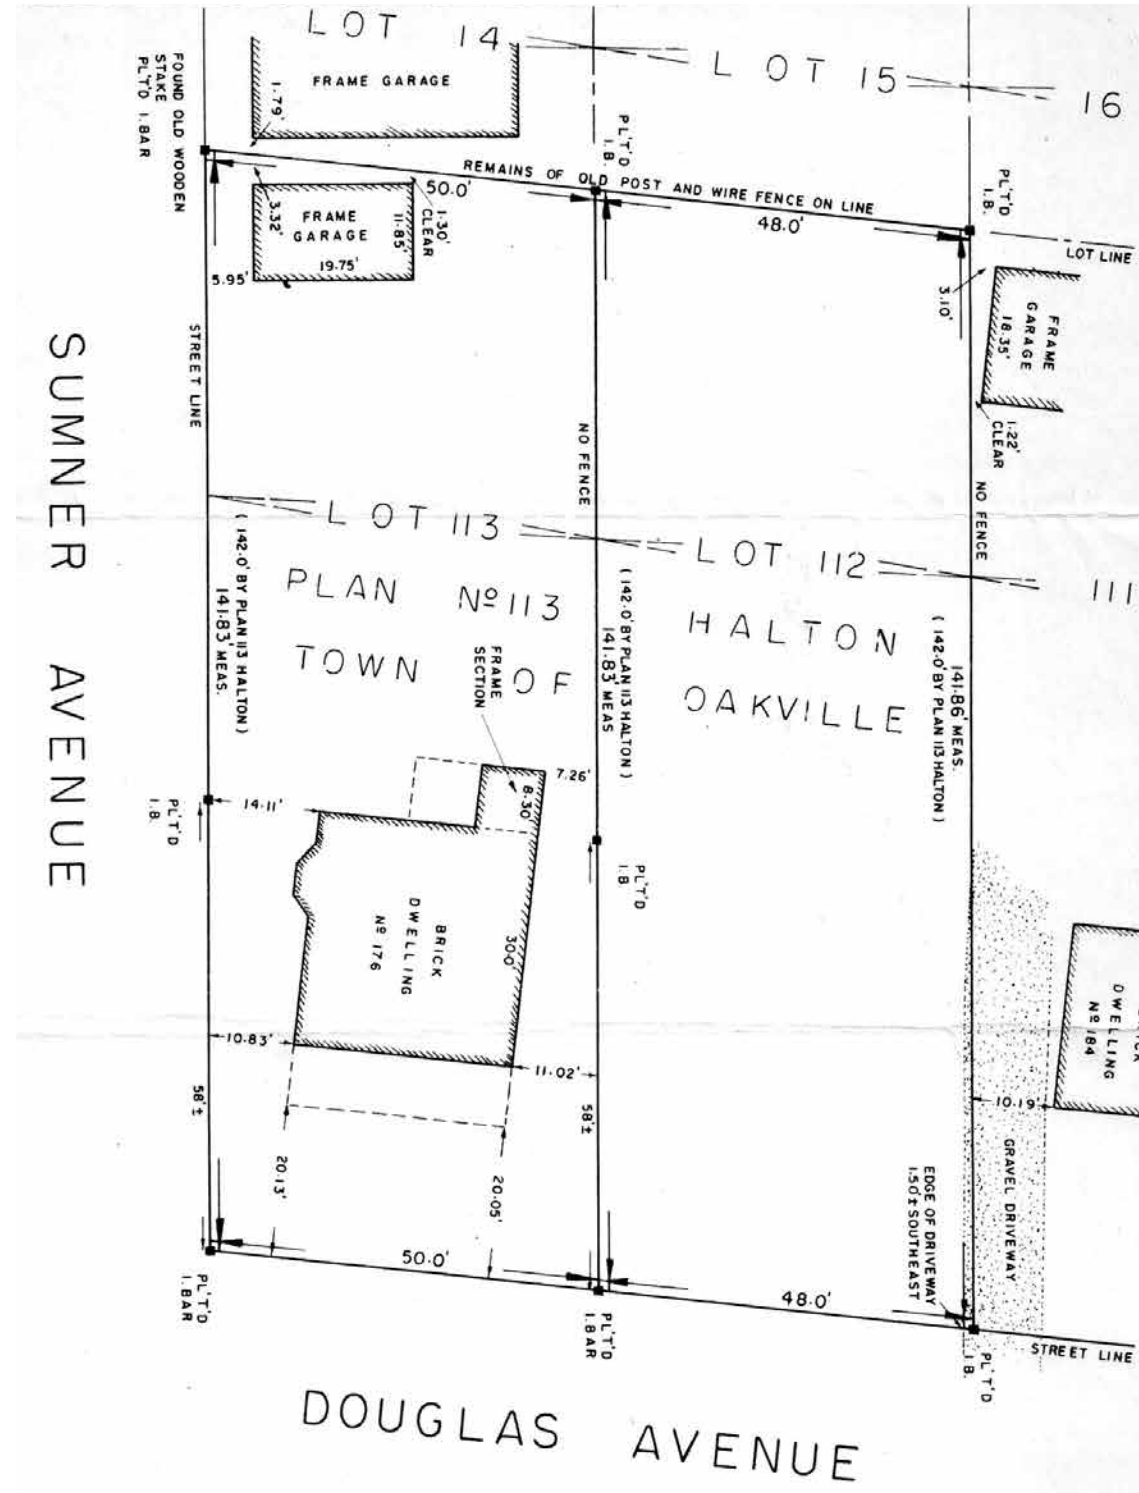 LOT 14
LOT 15
16
FRAME GARAGE
1.79'
FOUND OLD WOODEN
STAKE
PL'T'D I.BAR
PL'T'D
I.B.
PL'T'D
I.B.
REMAINS OF OLD POST AND WIRE FENCE ON LINE
50.0'
48.0'
LOT LINE
3.32'
FRAME
GARAGE
11.85'
19.75'
1.30'
CLEAR
5.95'
3.10'
FRAME
GARAGE
18.35'
1.22'
CLEAR
STREET LINE
NO FENCE
NO FENCE
SUMNER AVENUE
LOT 113
LOT 112
111
PLAN Nº 113
HALTON
TOWN OF
OAKVILLE
( 142.0' BY PLAN 113 HALTON )
141.83' MEAS.
( 142.0' BY PLAN 113 HALTON )
141.83' MEAS
141.86' MEAS.
( 142.0' BY PLAN 113 HALTON )
FRAME
SECTION
7.26'
8.30'
14.11'
PL'T'D
I.B.
PL'T'D
I.B
BRICK
DWELLING
Nº 176
30.0'
DWELLING
Nº 184
10.83'
11.02'
10.19'
58'±
58'±
20.13'
20.05'
GRAVEL DRIVEWAY
EDGE OF DRIVEWAY
1.50'± SOUTHEAST
50.0'
48.0'
PL'T'D
I.BAR
PL'T'D
I.BAR
PL'T'D
I.B.
STREET LINE
DOUGLAS AVENUE